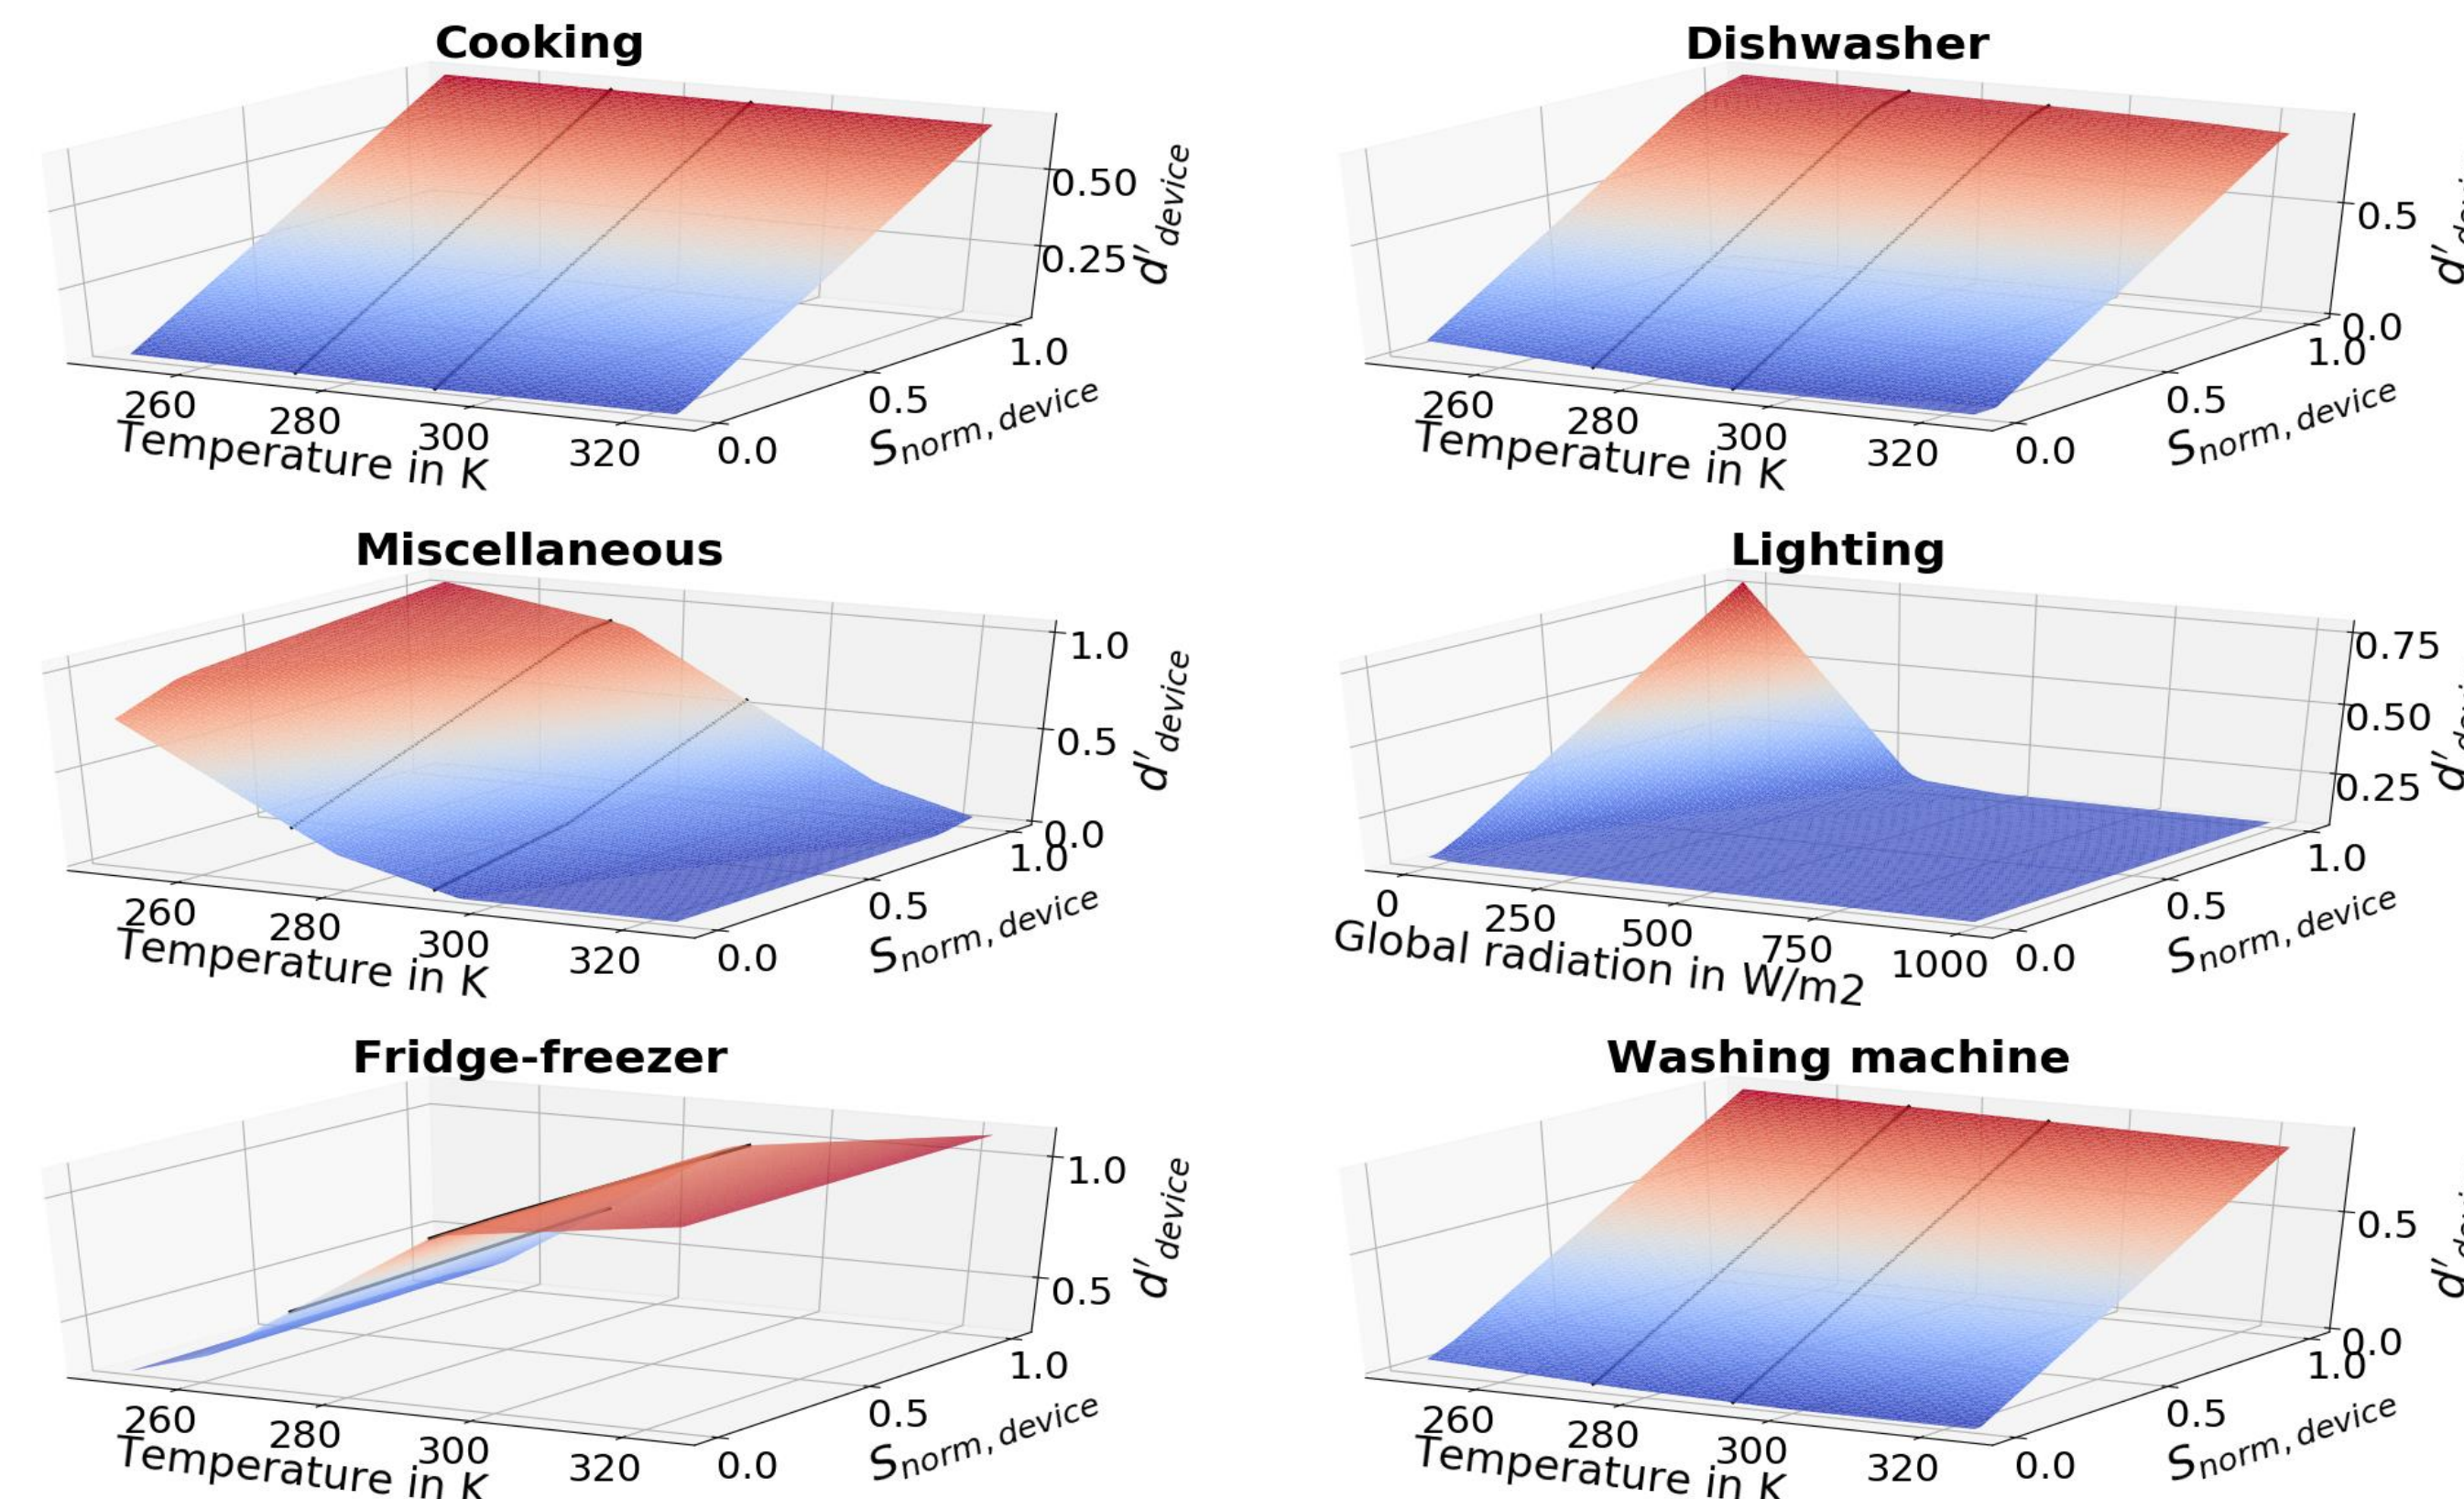 Cooking
0.50
0.25
d'device
1.0
0.5
0.0
Snorm, device
260
280
300
320
Temperature in K
Dishwasher
0.5
0.0
1.0
0.5
0.0
Snorm, device
260
280
300
320
Temperature in K
Miscellaneous
1.0
0.5
0.0
d'device
1.0
0.5
0.0
Snorm, device
260
280
300
320
Temperature in K
Lighting
0.75
0.50
0.25
1.0
0.5
0.0
Snorm, device
0
250
500
750
1000
Global radiation in W/m2
Fridge-freezer
1.0
0.5
d'device
1.0
0.5
0.0
Snorm, device
260
280
300
320
Temperature in K
Washing machine
0.5
0.0
1.0
0.5
0.0
Snorm, device
260
280
300
320
Temperature in K